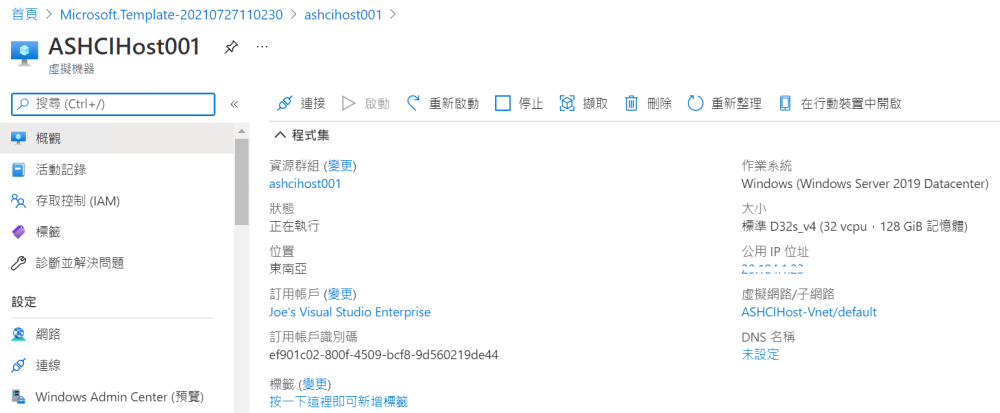 首頁 > Microsoft.Template-20210727110230 > ashcihost001 >
ASHCIHost001
虛擬機器
搜尋 (Ctrl+/)
概觀
活動記錄
存取控制 (IAM)
標籤
診斷並解決問題
設定
網路
連線
Windows Admin Center (預覽)
連接 啟動 重新啟動 停止 擷取 刪除 重新整理 在行動裝置中開啟
程式集
資源群組 (變更)
ashcihost001
狀態
正在執行
位置
東南亞
訂用帳戶 (變更)
Joe's Visual Studio Enterprise
訂用帳戶識別碼
ef901c02-800f-4509-bcf8-9d560219de44
標籤 (變更)
按一下這裡即可新增標籤
作業系統
Windows (Windows Server 2019 Datacenter)
大小
標準 D32s_v4 (32 vcpu，128 GiB 記憶體)
公用 IP 位址
虛擬網路/子網路
ASHCIHost-Vnet/default
DNS 名稱
未設定